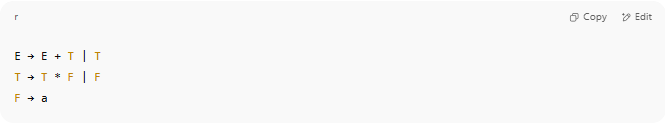 r
Copy Edit
E → E + T | T
T → T * F | F
F → a